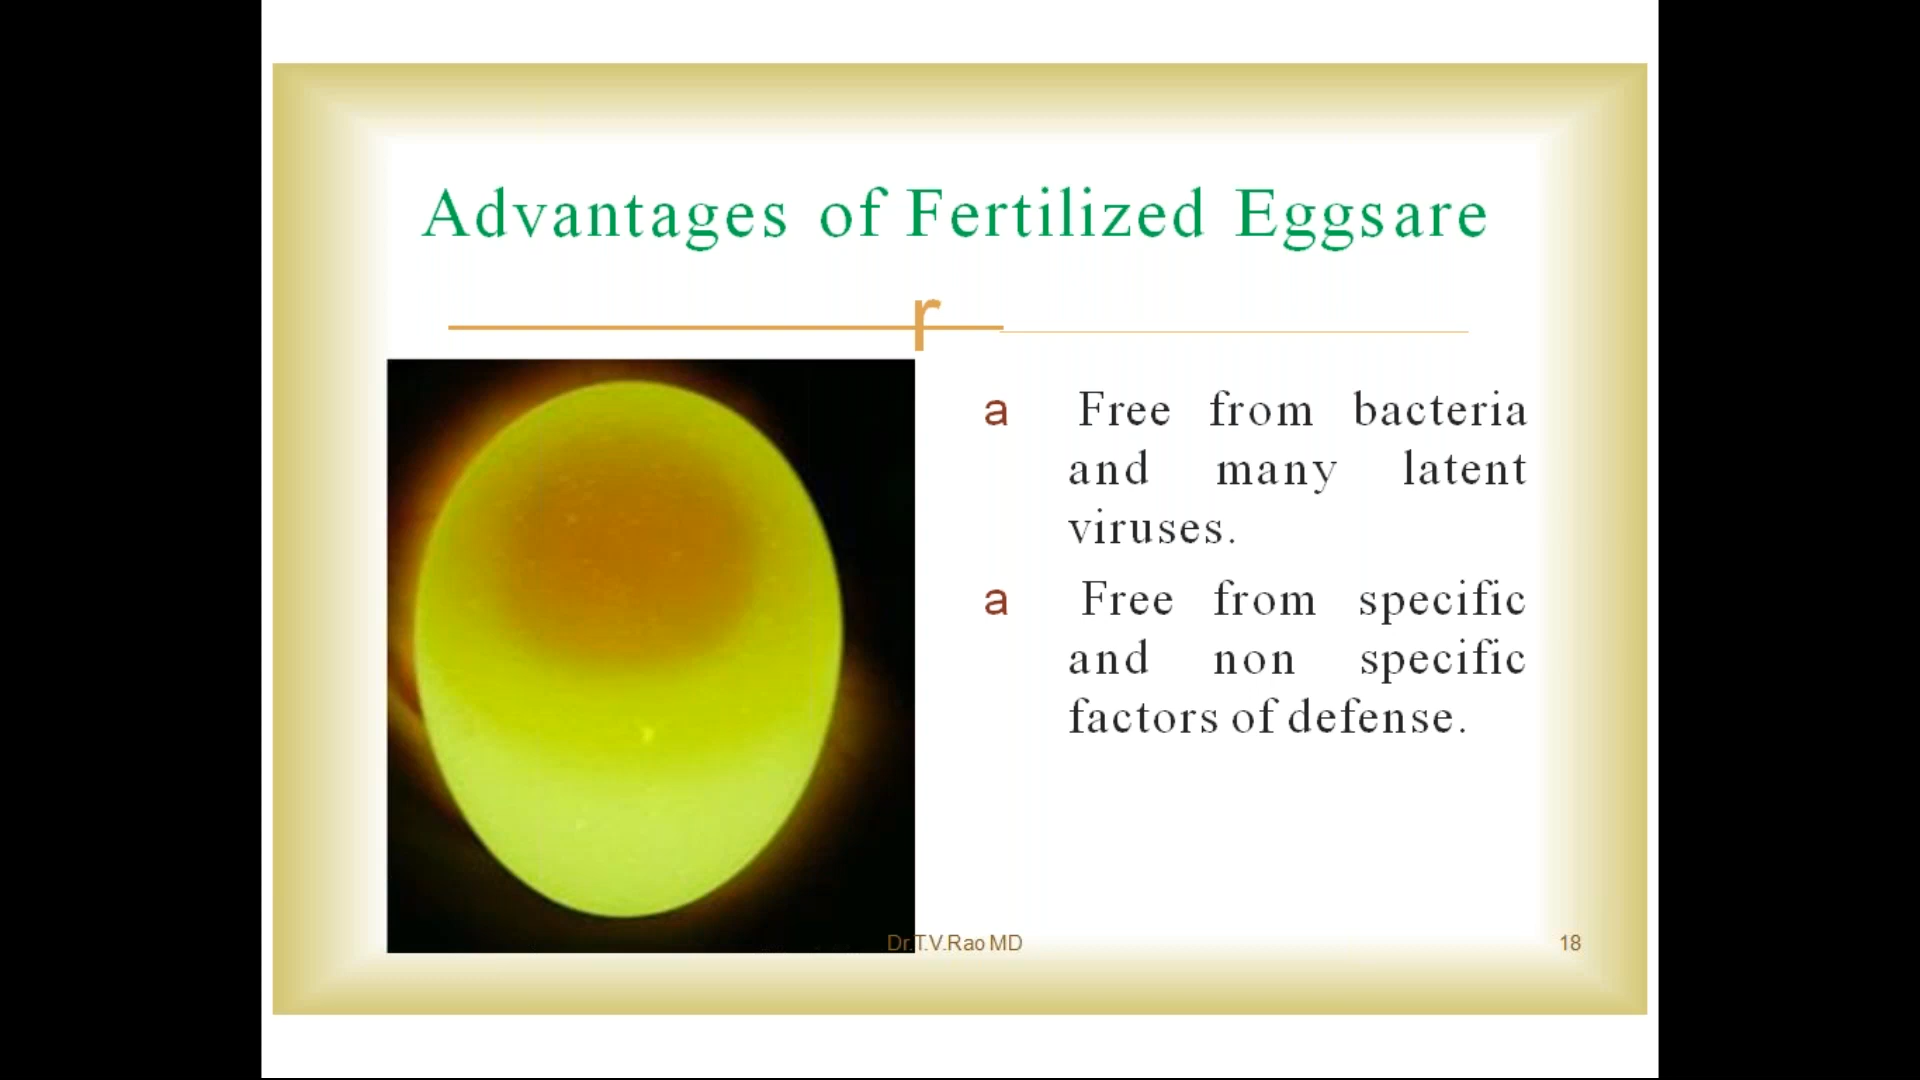 Advantages of Fertilized Eggsare
r
a Free from bacteria
and many latent
viruses.
a Free from specific
and non specific
factors of defense.
Dr.T.V.Rao MD
18